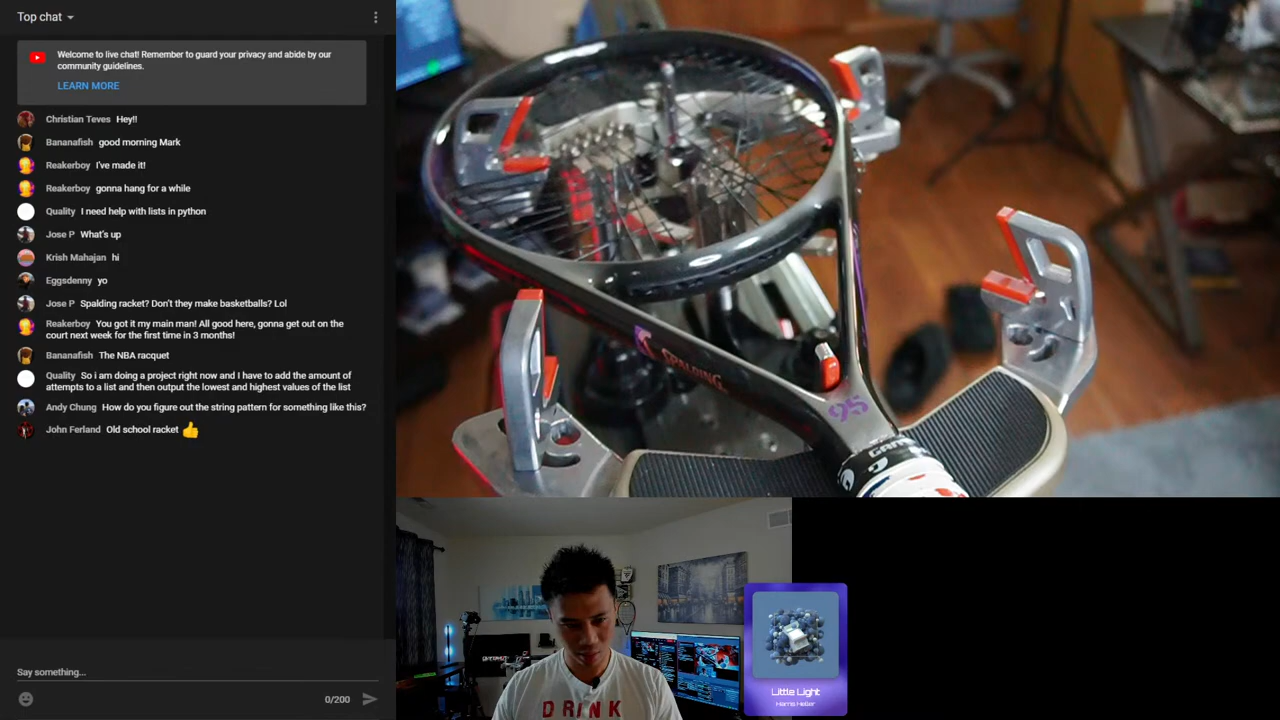 Top chat
Welcome to live chat! Remember to guard your privacy and abide by our
community guidelines.
LEARN MORE
Christian Teves Hey!!
Bananafish good morning Mark
Reakerboy I've made it!
Reakerboy gonna hang for a while
Quality I need help with lists in python
Jose P What's up
Krish Mahajan hi
Eggsdenny yo
Jose P Spalding racket? Don't they make basketballs? Lol
Reakerboy You got it my main man! All good here, gonna get out on the
court next week for the first time in 3 months!
Bananafish The NBA racquet
Quality So i am doing a project right now and I have to add the amount of
attempts to a list and then output the lowest and highest values of the list
Andy Chung How do you figure out the string pattern for something like this?
John Ferland Old school racket 👍
Say something...
0/200
SPALDING
95
DRINK
Little Light
Harris Heller